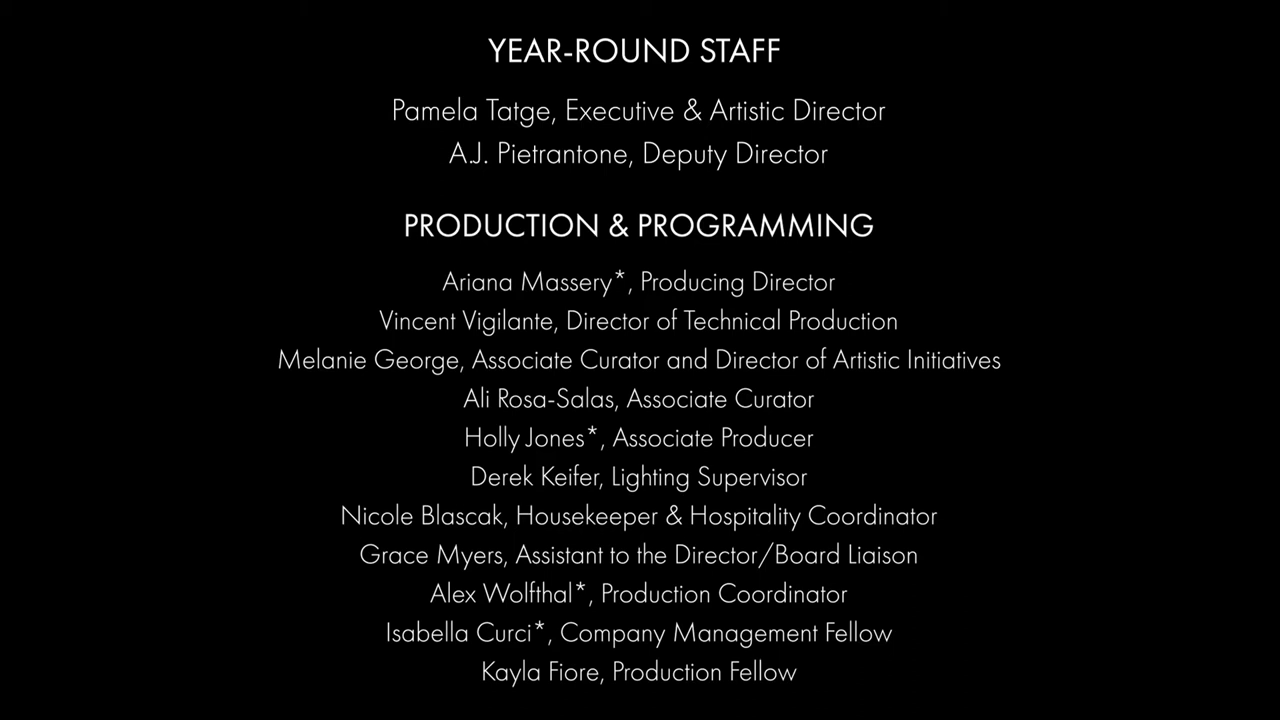 YEAR-ROUND STAFF
Pamela Tatge, Executive & Artistic Director
A.J. Pietrantone, Deputy Director
PRODUCTION & PROGRAMMING
Ariana Massery*, Producing Director
Vincent Vigilante, Director of Technical Production
Melanie George, Associate Curator and Director of Artistic Initiatives
Ali Rosa-Salas, Associate Curator
Holly Jones*, Associate Producer
Derek Keifer, Lighting Supervisor
Nicole Blascak, Housekeeper & Hospitality Coordinator
Grace Myers, Assistant to the Director/Board Liaison
Alex Wolfthal*, Production Coordinator
Isabella Curci*, Company Management Fellow
Kayla Fiore, Production Fellow